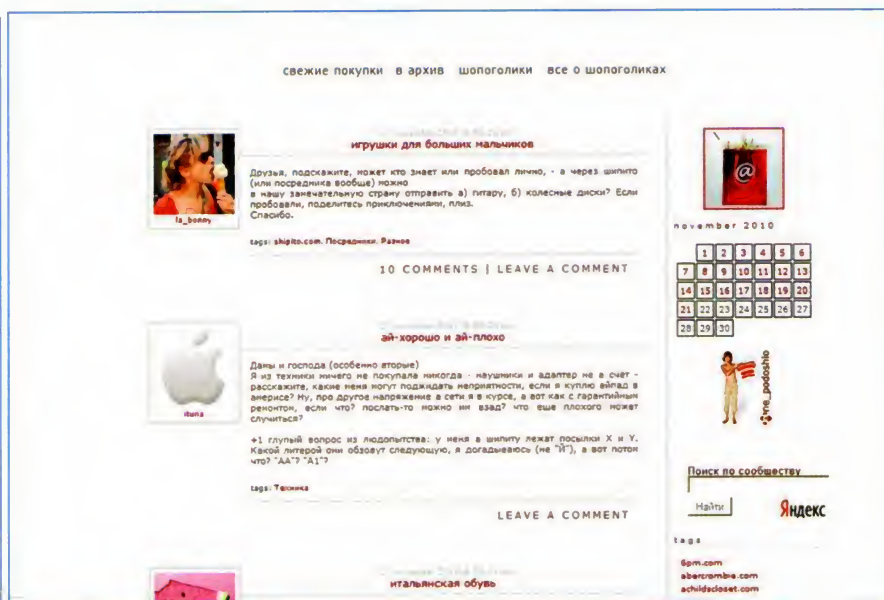 свежие покупки в архив шопоголики все о шопоголиках
игрушки для больших мальчиков
Друзья, подскажите, может кто знает или пробовал лично, - а через шипито
(или посредника вообще) можно
в нашу замечательную страну отправить а) гитару, б) колесные диски? Если
пробовали, поделитесь приключениями, плиз.
Спасибо.
la_bonny
tags: shipito.com, Посредники, Разное
10 COMMENTS | LEAVE A COMMENT
ай-хорошо и ай-плохо
Дамы и господа (особенно вторые)
Я из техники ничего не покупала никогда - наушники и адаптер не в счет -
расскажите, какие меня могут поджидать неприятности, если я куплю айпад в
америсе? Ну, про другое напряжение в сети я в курсе, а вот как с гарантийным
ремонтом, если что? послать-то можно им взад? что еще плохого может
случиться?
+1 глупый вопрос из людопытства: у меня в шипиту лежат посылки X и Y.
Какой литерой они обзовут следующую, я догадываюсь (не "Й"), а вот потом
что? "АА"? "А1"?
ituna
tags: Техника
LEAVE A COMMENT
итальянская обувь
@
november 2010
1 2 3 4 5 6
7 8 9 10 11 12 13
14 15 16 17 18 19 20
21 22 23 24 25 26 27
28 29 30
ne_podoshlo
Поиск по сообществу
Найти
Яндекс
tags
6pm.com
abercrombie.com
achildscloset.com